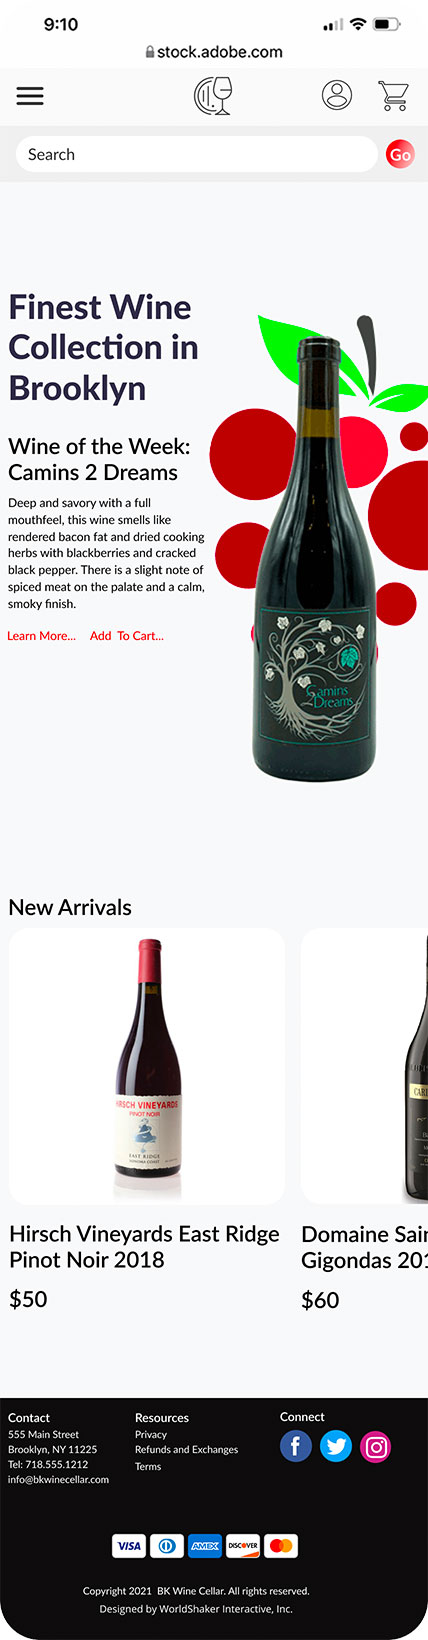 9:10
stock.adobe.com
Search
Go
Finest Wine
Collection in
Brooklyn
Wine of the Week:
Camins 2 Dreams
Deep and savory with a full
mouthfeel, this wine smells like
rendered bacon fat and dried cooking
herbs with blackberries and cracked
black pepper. There is a slight note of
spiced meat on the palate and a calm,
smoky finish.
Learn More... Add To Cart...
Camins
2Dreams
New Arrivals
HIRSCH VINEYARDS
PINOT NOIR
EAST RIDGE
SONOMA COAST
CARD
Hirsch Vineyards East Ridge
Pinot Noir 2018
$50
Domaine Sain
Gigondas 201
$60
Contact
555 Main Street
Brooklyn, NY 11225
Tel: 718.555.1212
info@bkwinecellar.com
Resources
Privacy
Refunds and Exchanges
Terms
Connect
VISA
AMEX
DISCOVER
Copyright 2021 BK Wine Cellar. All rights reserved.
Designed by WorldShaker Interactive, Inc.